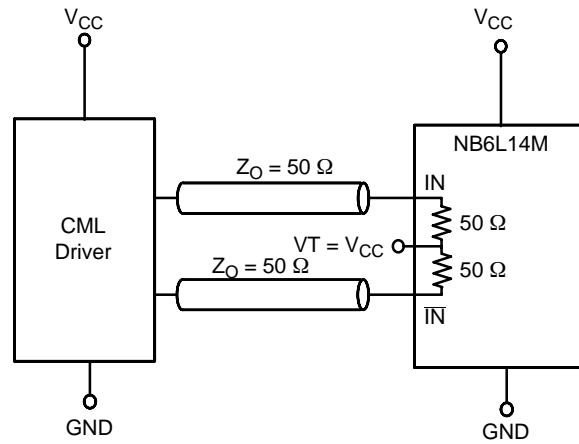 VCC
VCC
NB6L14M
ZO = 50 Ω
IN
CML
Driver
50 Ω
VT = VCC
ZO = 50 Ω
50 Ω
IN
GND
GND